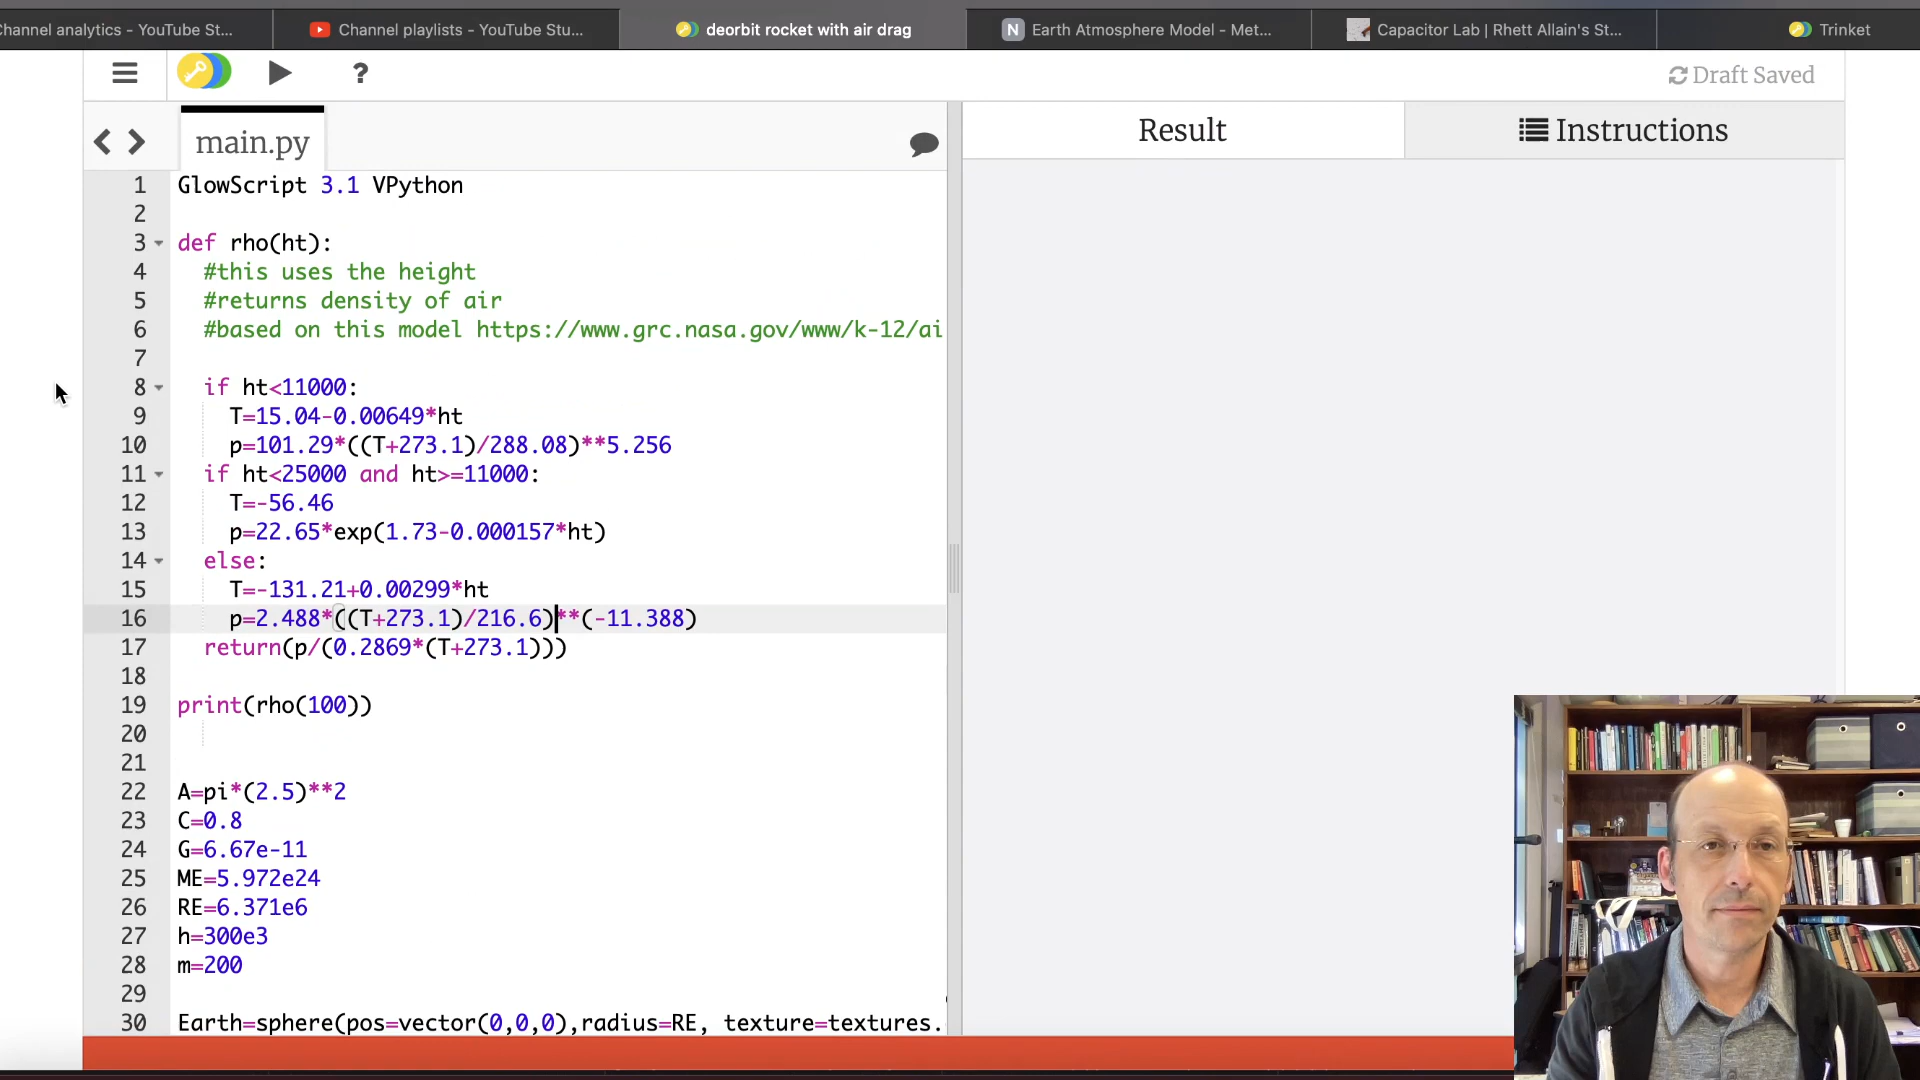 hannel analytics - YouTube St...
Channel playlists - YouTube Stu...
deorbit rocket with air drag
N Earth Atmosphere Model - Met...
Capacitor Lab | Rhett Allain's St...
Trinket
?
Draft Saved
main.py
Result
Instructions
1 GlowScript 3.1 VPython
2
3 def rho(ht):
4 #this uses the height
5 #returns density of air
6 #based on this model https://www.grc.nasa.gov/www/k-12/ai
7
8 if ht<11000:
9 T=15.04-0.00649*ht
10 p=101.29*((T+273.1)/288.08)**5.256
11 if ht<25000 and ht>=11000:
12 T=-56.46
13 p=22.65*exp(1.73-0.000157*ht)
14 else:
15 T=-131.21+0.00299*ht
16 p=2.488*((T+273.1)/216.6)**(-11.388)
17 return(p/(0.2869*(T+273.1)))
18
19 print(rho(100))
20
21
22 A=pi*(2.5)**2
23 C=0.8
24 G=6.67e-11
25 ME=5.972e24
26 RE=6.371e6
27 h=300e3
28 m=200
29
30 Earth=sphere(pos=vector(0,0,0),radius=RE, texture=textures.